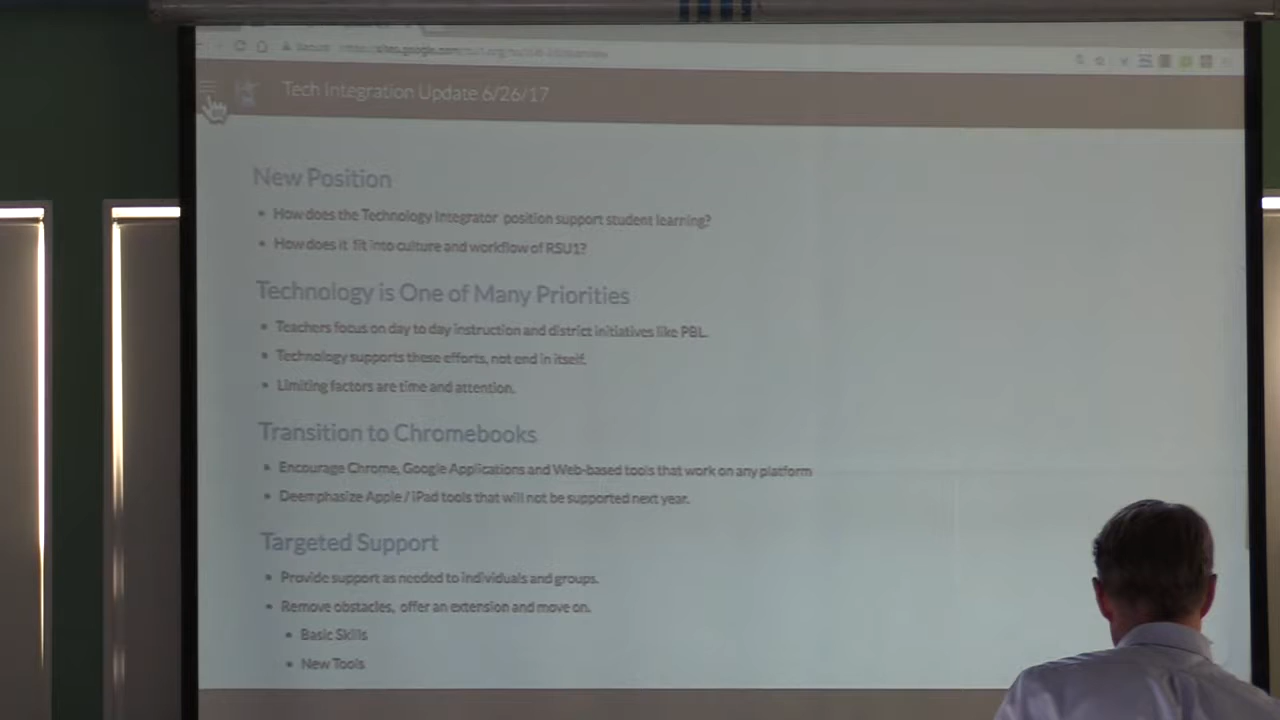 Tech Integration Update 6/26/17
New Position
• How does the Technology Integrator position support student learning?
• How does it fit into culture and workflow of RSU1?
Technology is One of Many Priorities
• Teachers focus on day to day instruction and district initiatives like PBL.
• Technology supports these efforts, not end in itself.
• Limiting factors are time and attention.
Transition to Chromebooks
• Encourage Chrome, Google Applications and Web-based tools that work on any platform
• Deemphasize Apple / iPad tools that will not be supported next year.
Targeted Support
• Provide support as needed to individuals and groups.
• Remove obstacles, offer an extension and move on.
• Basic Skills
• New Tools